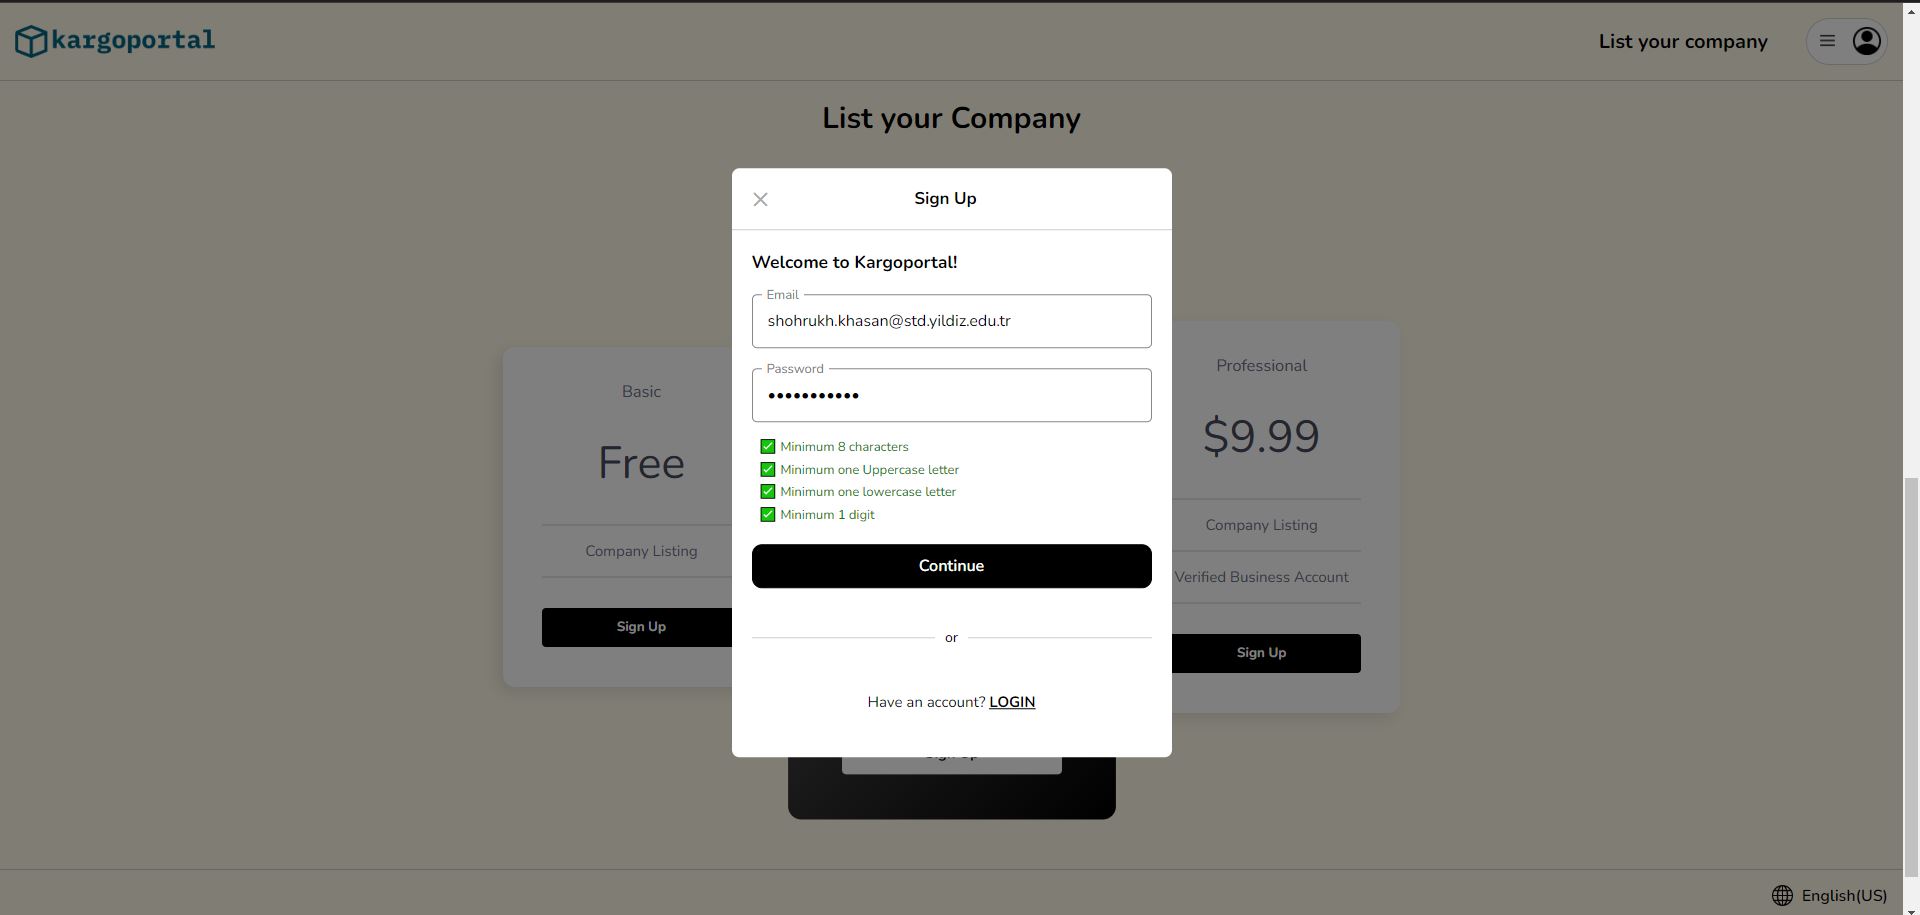 kargoportal
List your company
List your Company
Sign Up
Welcome to Kargoportal!
Email
shohrukh.khasan@std.yildiz.edu.tr
Password
•••••••••••
Minimum 8 characters
Minimum one Uppercase letter
Minimum one lowercase letter
Minimum 1 digit
Continue
or
Have an account? LOGIN
Basic
Free
Company Listing
Sign Up
Professional
$9.99
Company Listing
Verified Business Account
Sign Up
English(US)